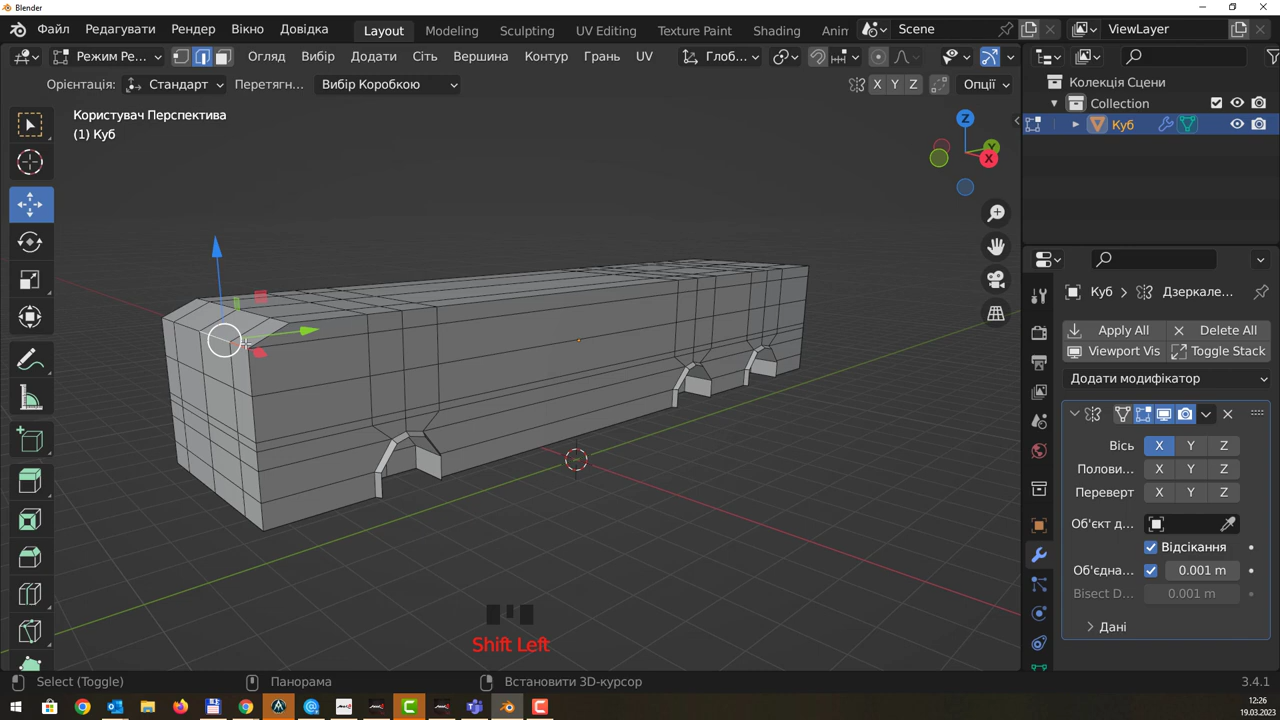 Blender
Файл Редагувати Рендер Вікно Довідка Layout Modeling Sculpting UV Editing Texture Paint Shading Anim Scene ViewLayer
Режим Ре... Огляд Вибір Додати Сіть Вершина Контур Грань UV Глоб...
Орієнтація: Стандарт Перетягн... Вибір Коробкою X Y Z Опції
Користувач Перспектива
(1) Куб
Z
Y
X
Колекція Сцени
Collection
Куб
Куб Дзеркале...
Apply All Delete All
Viewport Vis Toggle Stack
Додати модифікатор
Вісь X Y Z
Полови... X Y Z
Переверт X Y Z
Об'єкт д...
Відсікання
Об'єдна... 0.001 m
Bisect D... 0.001 m
Дані
Shift Left
Select (Toggle) Панорама Встановити 3D-курсор 3.4.1
12:26
19.03.2023